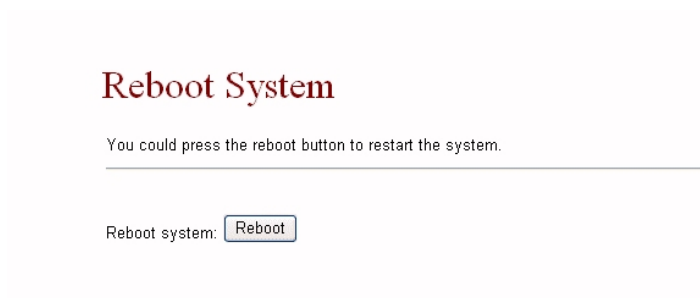 Reboot System
You could press the reboot button to restart the system.
Reboot system: Reboot